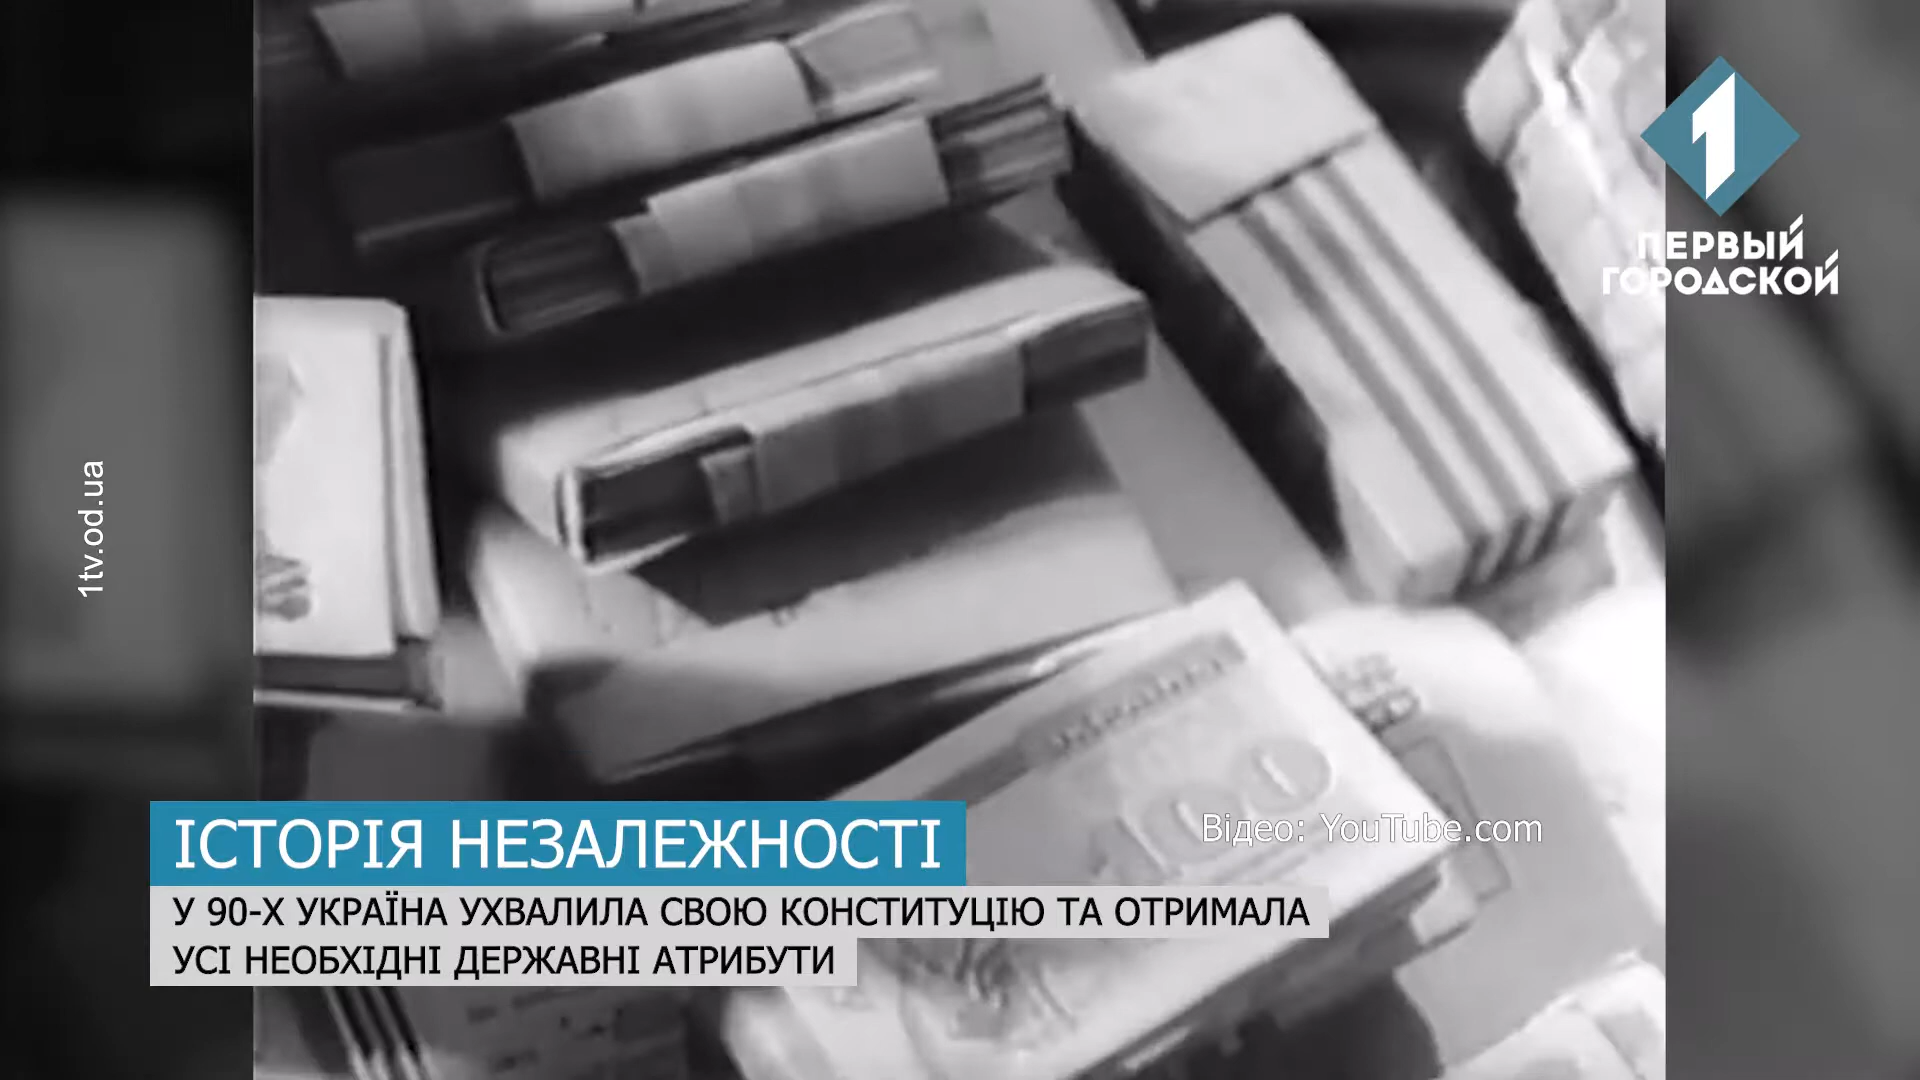 ПЕРВЫЙ
ГОРОДСКОЙ
1tv.od.ua
100
Відео: YouTube.com
ІСТОРІЯ НЕЗАЛЕЖНОСТІ
У 90-Х УКРАЇНА УХВАЛИЛА СВОЮ КОНСТИТУЦІЮ ТА ОТРИМАЛА
УСІ НЕОБХІДНІ ДЕРЖАВНІ АТРИБУТИ